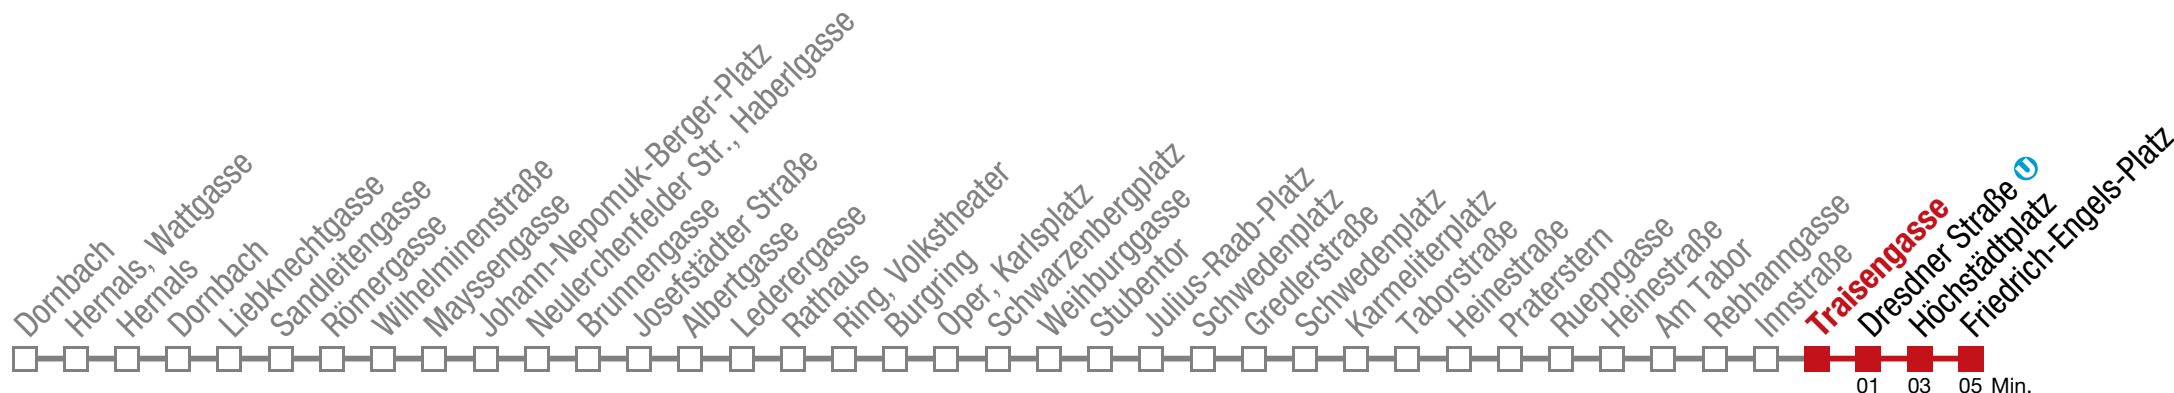 Dornbach
Hernals, Wattgasse
Hernals
Dornbach
Liebknechtgasse
Sandleitengasse
Römergasse
Wilhelminenstraße
Mayssengasse
Johann-Nepomuk-Berger-Platz
Neulerchenfelder Str., Haberlgasse
Brunnengasse
Josefstädter Straße
Albertgasse
Lederergasse
Rathaus
Ring, Volkstheater
Burgring
Oper, Karlsplatz
Schwarzenbergplatz
Weihburggasse
Stubentor
Julius-Raab-Platz
Schwedenplatz
Gredlerstraße
Schwedenplatz
Karmeliterplatz
Taborstraße
Heinestraße
Praterstern
Rueppgasse
Heinestraße
Am Tabor
Rebhanngasse
Innstraße
Traisengasse
Dresdner Straße U
Höchstädtplatz
Friedrich-Engels-Platz
01 03 05 Min.